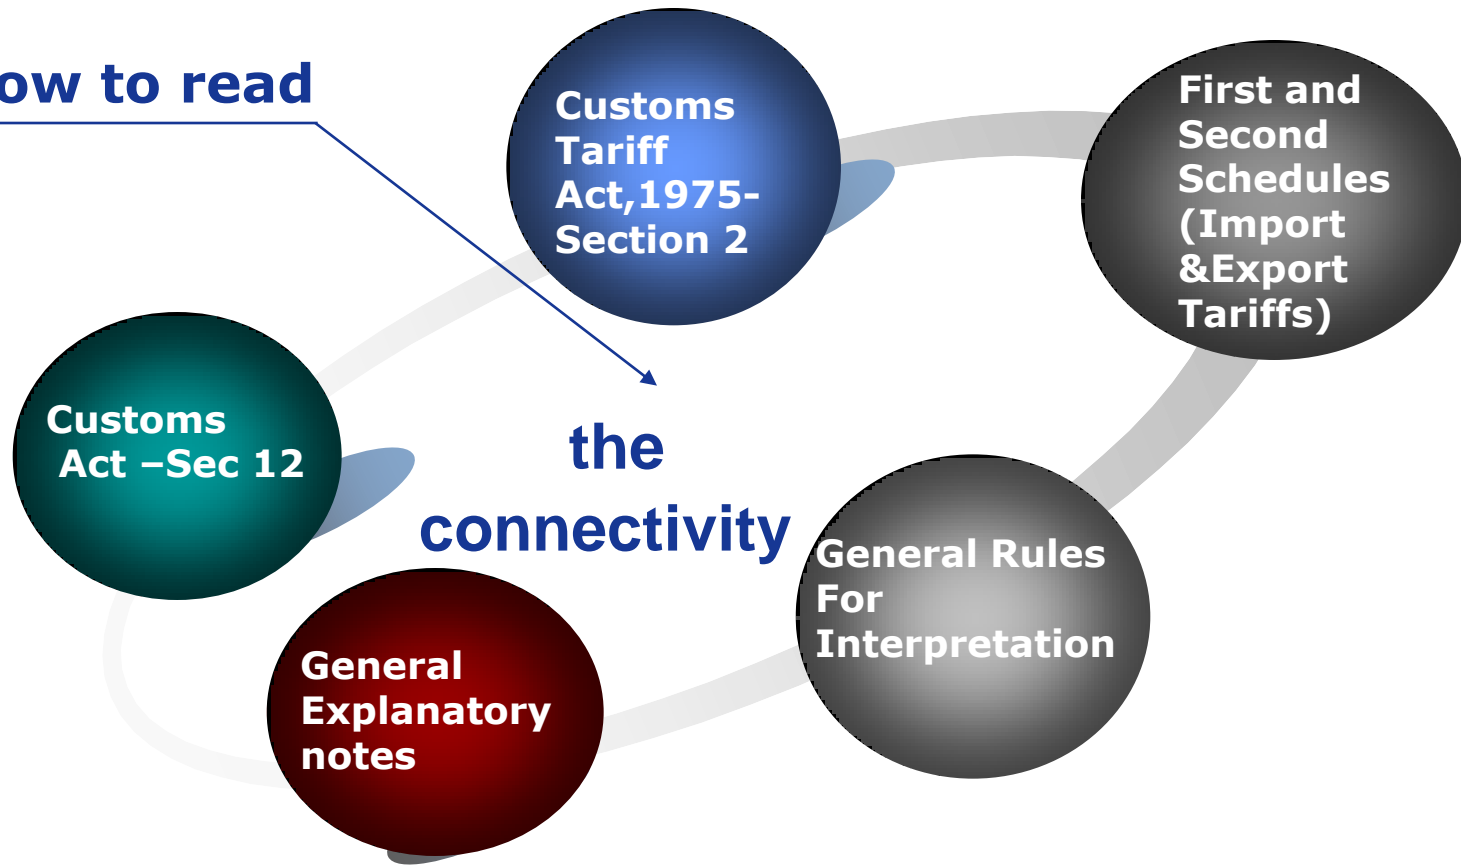 ow to read
Customs
Tariff
Act,1975-
Section 2
First and
Second
Schedules
(Import
&Export
Tariffs)
Customs
Act –Sec 12
the
connectivity
General Rules
For
Interpretation
General
Explanatory
notes